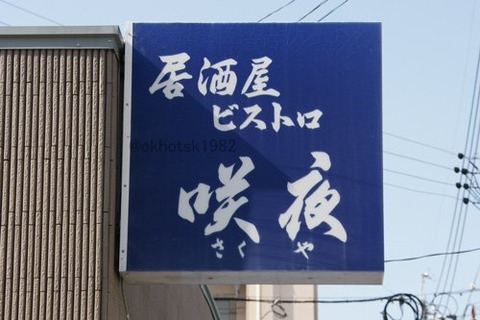 居酒屋
ビストロ
@okhotsk1982
咲夜
さくや